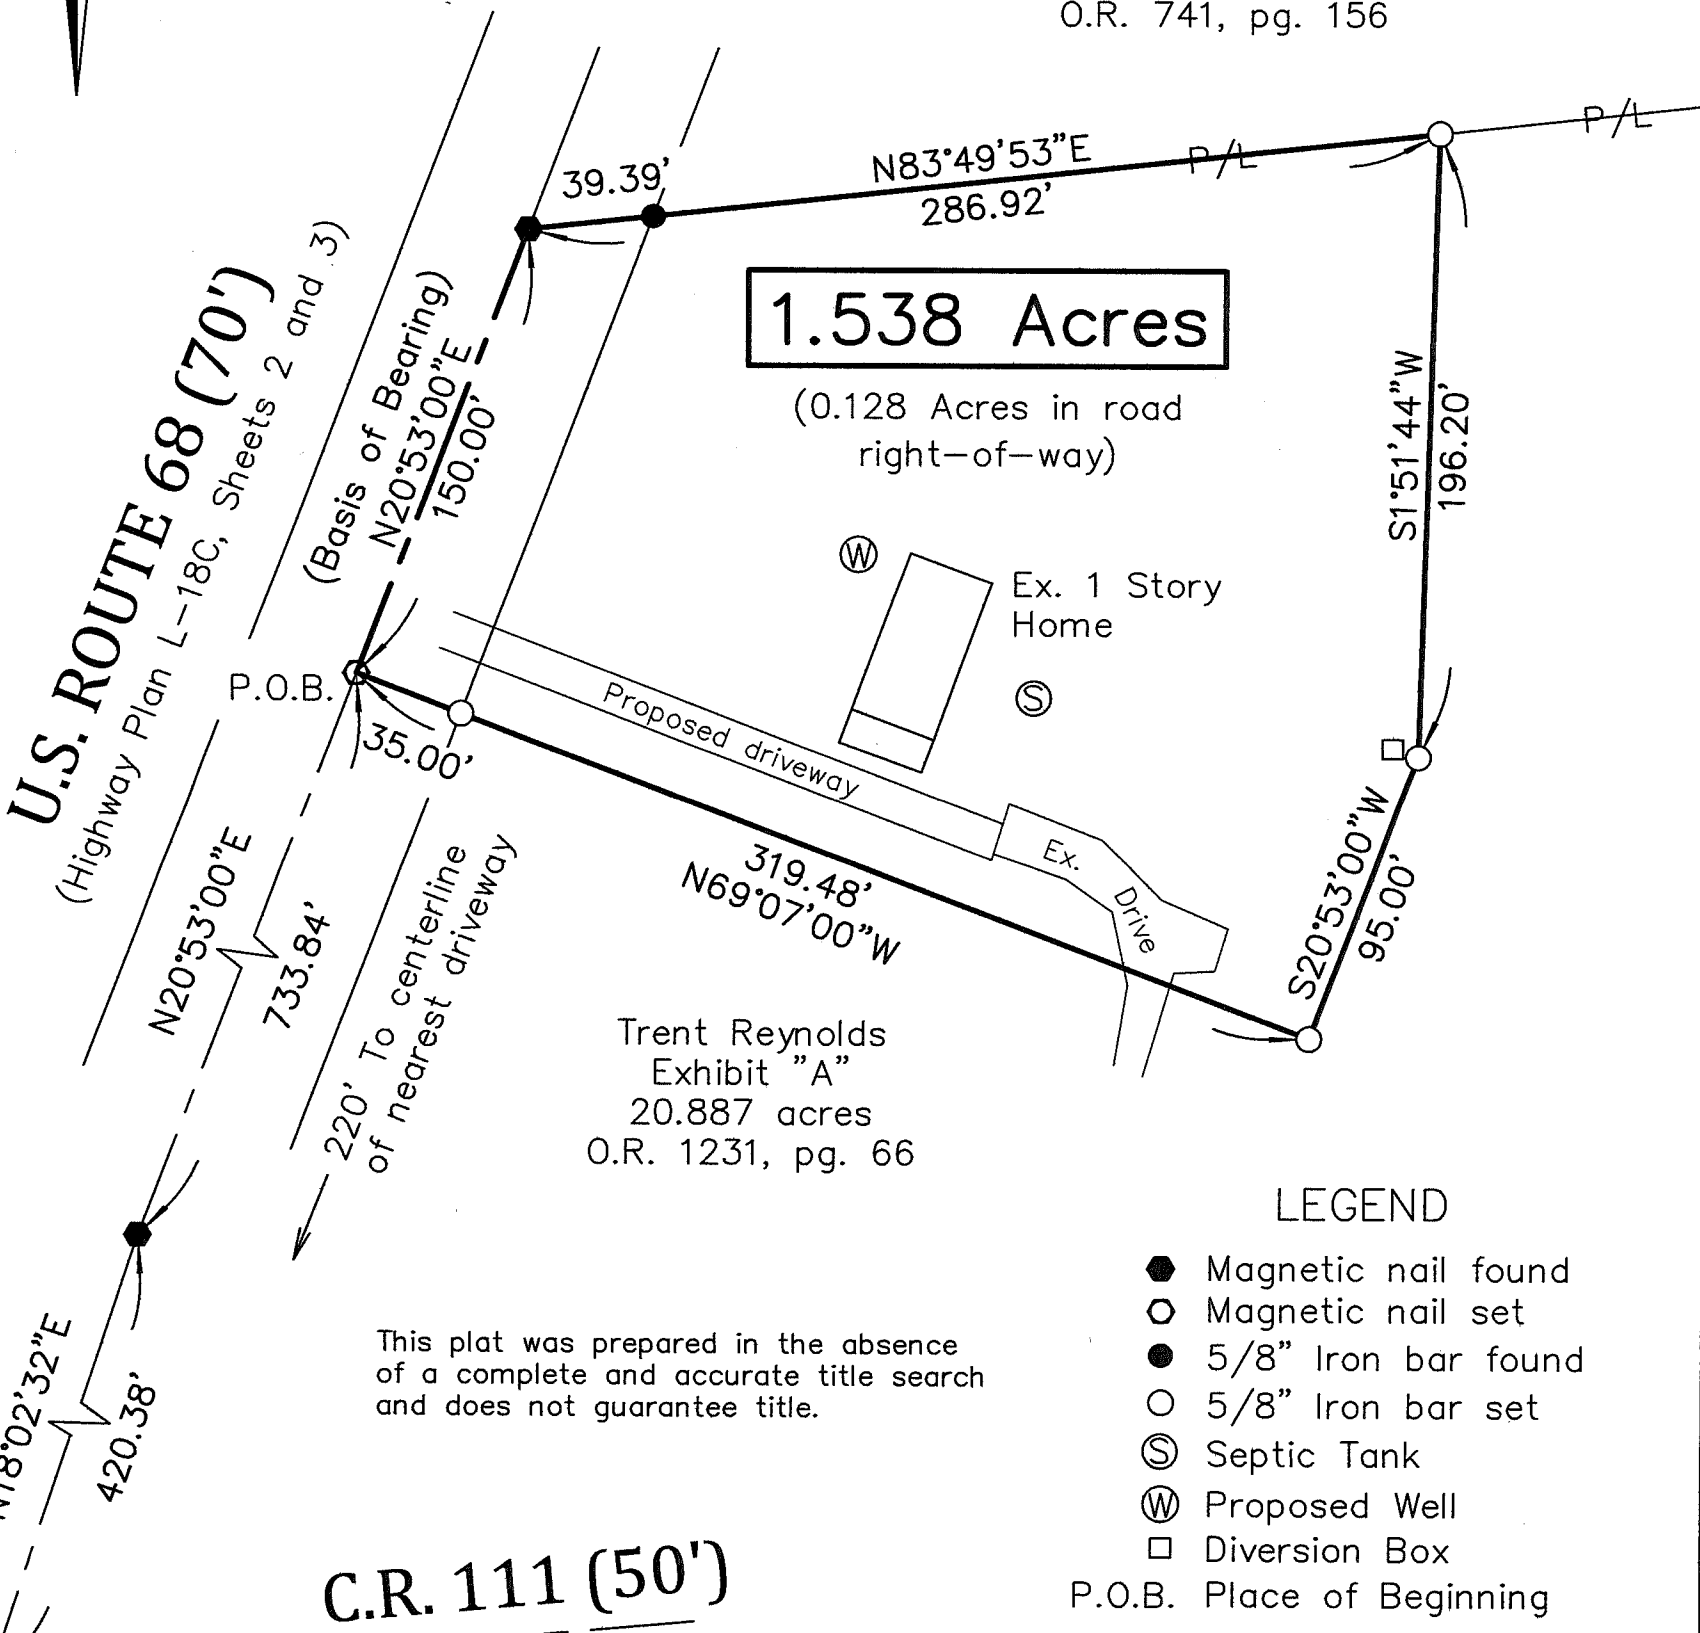 O.R. 741, pg. 156
P/L
N83°49'53"E
P/L
39.39'
286.92'
U.S. ROUTE 68 (70')
(Highway Plan L-18C, Sheets 2 and 3)
(Basis of Bearing)
N20°53'00"E
150.00'
1.538 Acres
(0.128 Acres in road
right-of-way)
S1°51'44"W
196.20'
W
Ex. 1 Story
Home
S
P.O.B.
35.00'
Proposed driveway
Ex.
Drive
319.48'
N69°07'00"W
S20°53'00"W
95.00'
N20°53'00"E
733.84'
220' To centerline
of nearest driveway
Trent Reynolds
Exhibit "A"
20.887 acres
O.R. 1231, pg. 66
N18°02'32"E
420.38'
This plat was prepared in the absence
of a complete and accurate title search
and does not guarantee title.
C.R. 111 (50')
LEGEND
Magnetic nail found
Magnetic nail set
5/8" Iron bar found
5/8" Iron bar set
S Septic Tank
W Proposed Well
Diversion Box
P.O.B. Place of Beginning